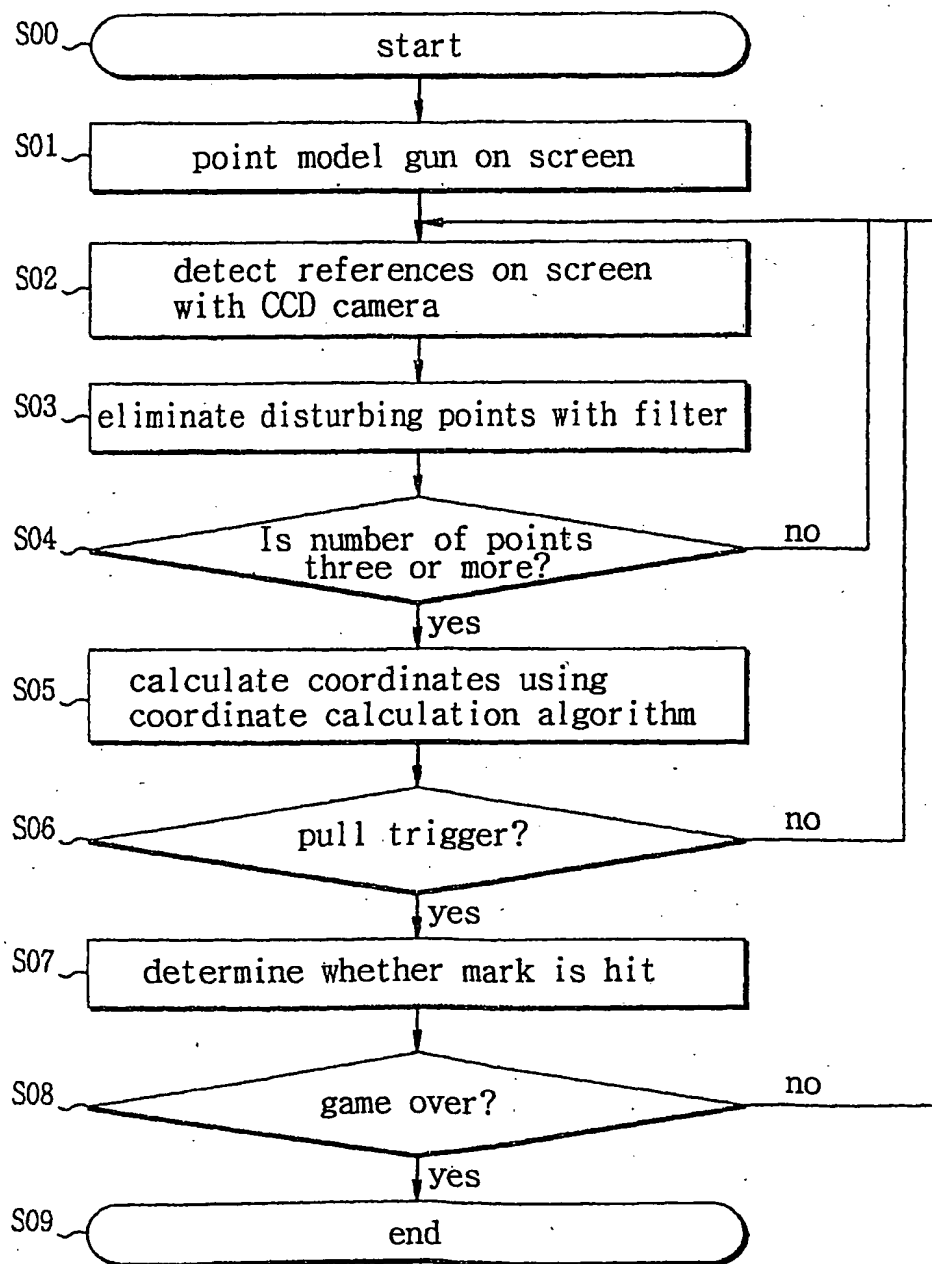 S00
start
S01
point model gun on screen
S02
detect references on screen
with CCD camera
S03
eliminate disturbing points with filter
S04
Is number of points
three or more?
no
yes
S05
calculate coordinates using
coordinate calculation algorithm
S06
pull trigger?
no
yes
S07
determine whether mark is hit
S08
game over?
no
yes
S09
end